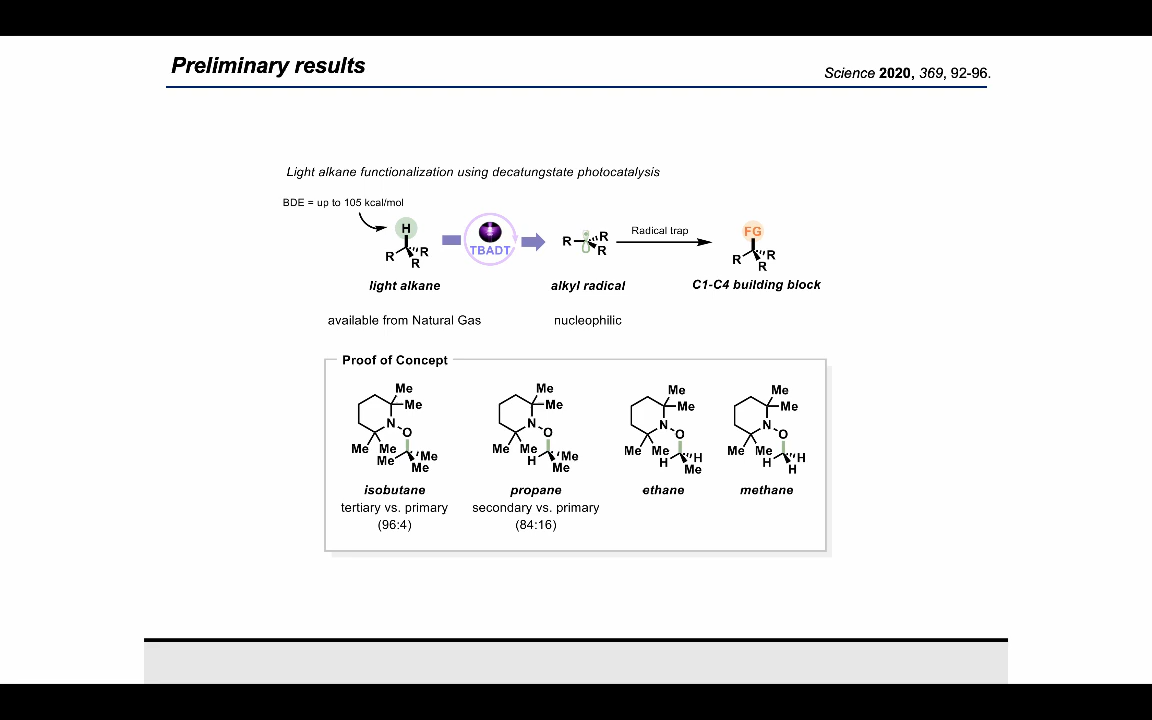 Preliminary results
Science 2020, 369, 92-96.
Light alkane functionalization using decatungstate photocatalysis
BDE = up to 105 kcal/mol
H
R R
R
light alkane
available from Natural Gas
TBADT
R R
R
alkyl radical
nucleophilic
Radical trap
FG
R R
R
C1-C4 building block
Proof of Concept
Me
Me
N
O
Me Me
Me Me
Me
isobutane
tertiary vs. primary
(96:4)
Me
Me
N
O
Me Me
H Me
Me
propane
secondary vs. primary
(84:16)
Me
Me
N
O
Me Me
H H
Me
ethane
Me
Me
N
O
Me Me
H H
H
methane